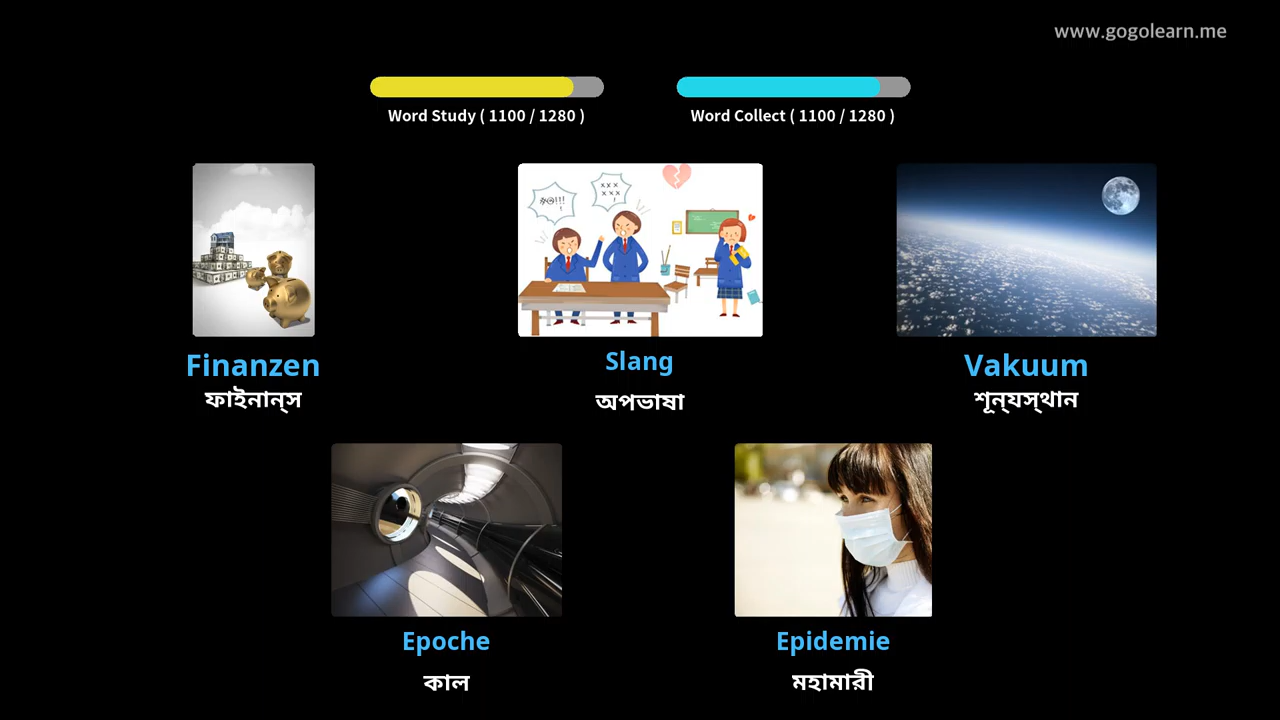 www.gogolearn.me
Word Study ( 1100 / 1280 )
Word Collect ( 1100 / 1280 )
#@!!!
!
x x x
x x x
!
Finanzen
ফাইনান্‌স
Slang
অপভাষা
Vakuum
শূন্‌যস্‌থান
Epoche
কাল
Epidemie
মহামারী